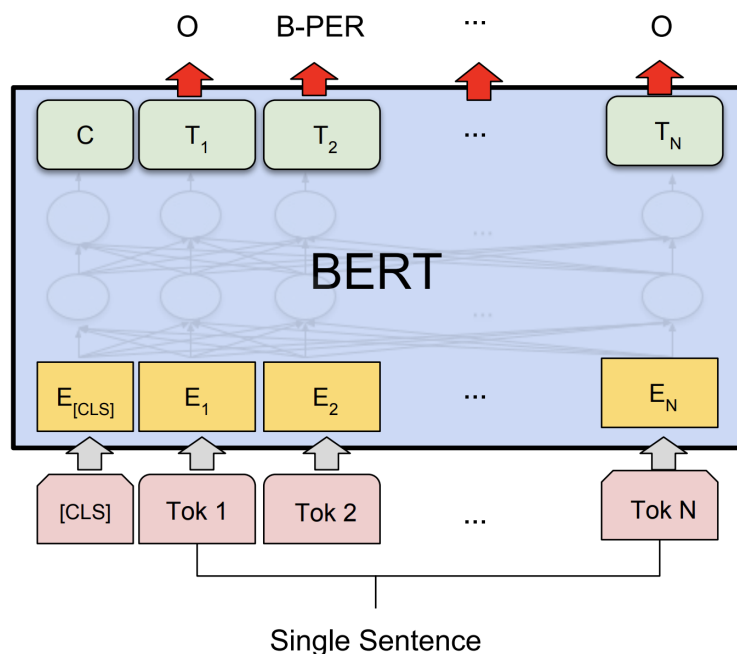 O B-PER ... O
C T1 T2 ... TN
...
BERT
...
E[CLS] E1 E2 ... EN
[CLS] Tok 1 Tok 2 ... Tok N
Single Sentence